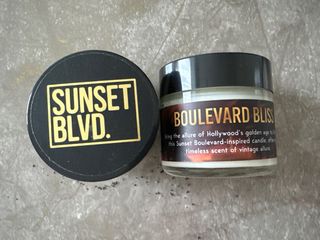 SUNSET
BLVD.
BOULEVARD BLISS
the allure of Hollywood's golden age
this Sunset Boulevard-inspired candle,
timeless scent of vintage allure.